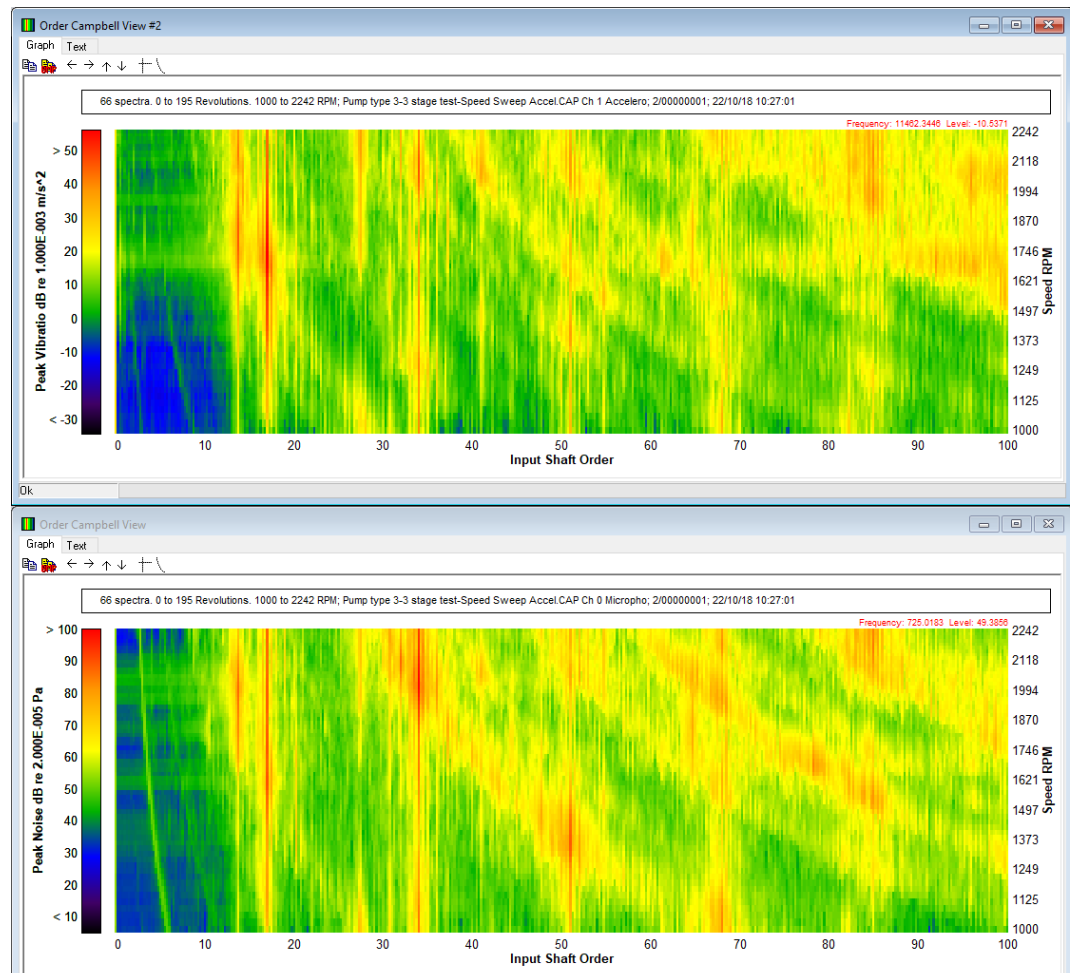 Order Campbell View #2
Graph Text
66 spectra. 0 to 195 Revolutions. 1000 to 2242 RPM; Pump type 3-3 stage test-Speed Sweep Accel.CAP Ch 1 Accelero; 2/00000001; 22/10/18 10:27:01
Frequency: 11462.3446 Level: -10.5371
Peak Vibratio dB re 1.000E-003 m/s^2
> 50
40
30
20
10
0
-10
-20
< -30
2242
2118
1994
1870
1746
1621
1497
1373
1249
1125
1000
Speed RPM
0 10 20 30 40 50 60 70 80 90 100
Input Shaft Order
Ok
Order Campbell View
Graph Text
66 spectra. 0 to 195 Revolutions. 1000 to 2242 RPM; Pump type 3-3 stage test-Speed Sweep Accel.CAP Ch 0 Micropho; 2/00000001; 22/10/18 10:27:01
Frequency: 725.0183 Level: 49.3856
Peak Noise dB re 2.000E-005 Pa
> 100
90
80
70
60
50
40
30
20
< 10
2242
2118
1994
1870
1746
1621
1497
1373
1249
1125
1000
Speed RPM
0 10 20 30 40 50 60 70 80 90 100
Input Shaft Order